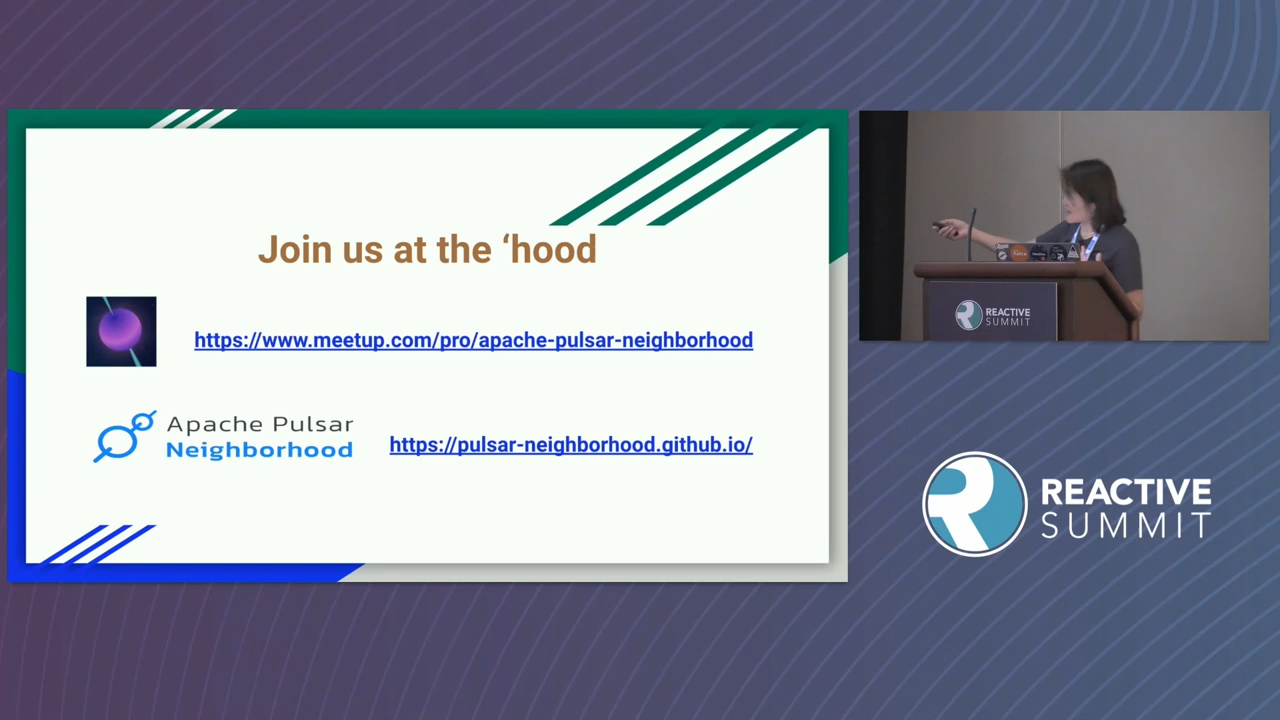 Join us at the ‘hood
https://www.meetup.com/pro/apache-pulsar-neighborhood
Apache Pulsar
Neighborhood
https://pulsar-neighborhood.github.io/
REACTIVE
SUMMIT
REACTIVE
SUMMIT